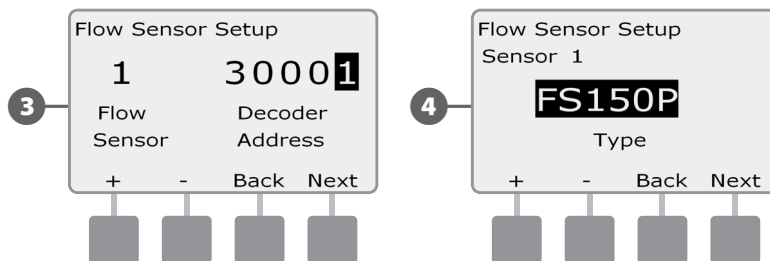 3
Flow Sensor Setup
1 30001
Flow Decoder
Sensor Address
+ - Back Next
4
Flow Sensor Setup
Sensor 1
FS150P
Type
+ - Back Next